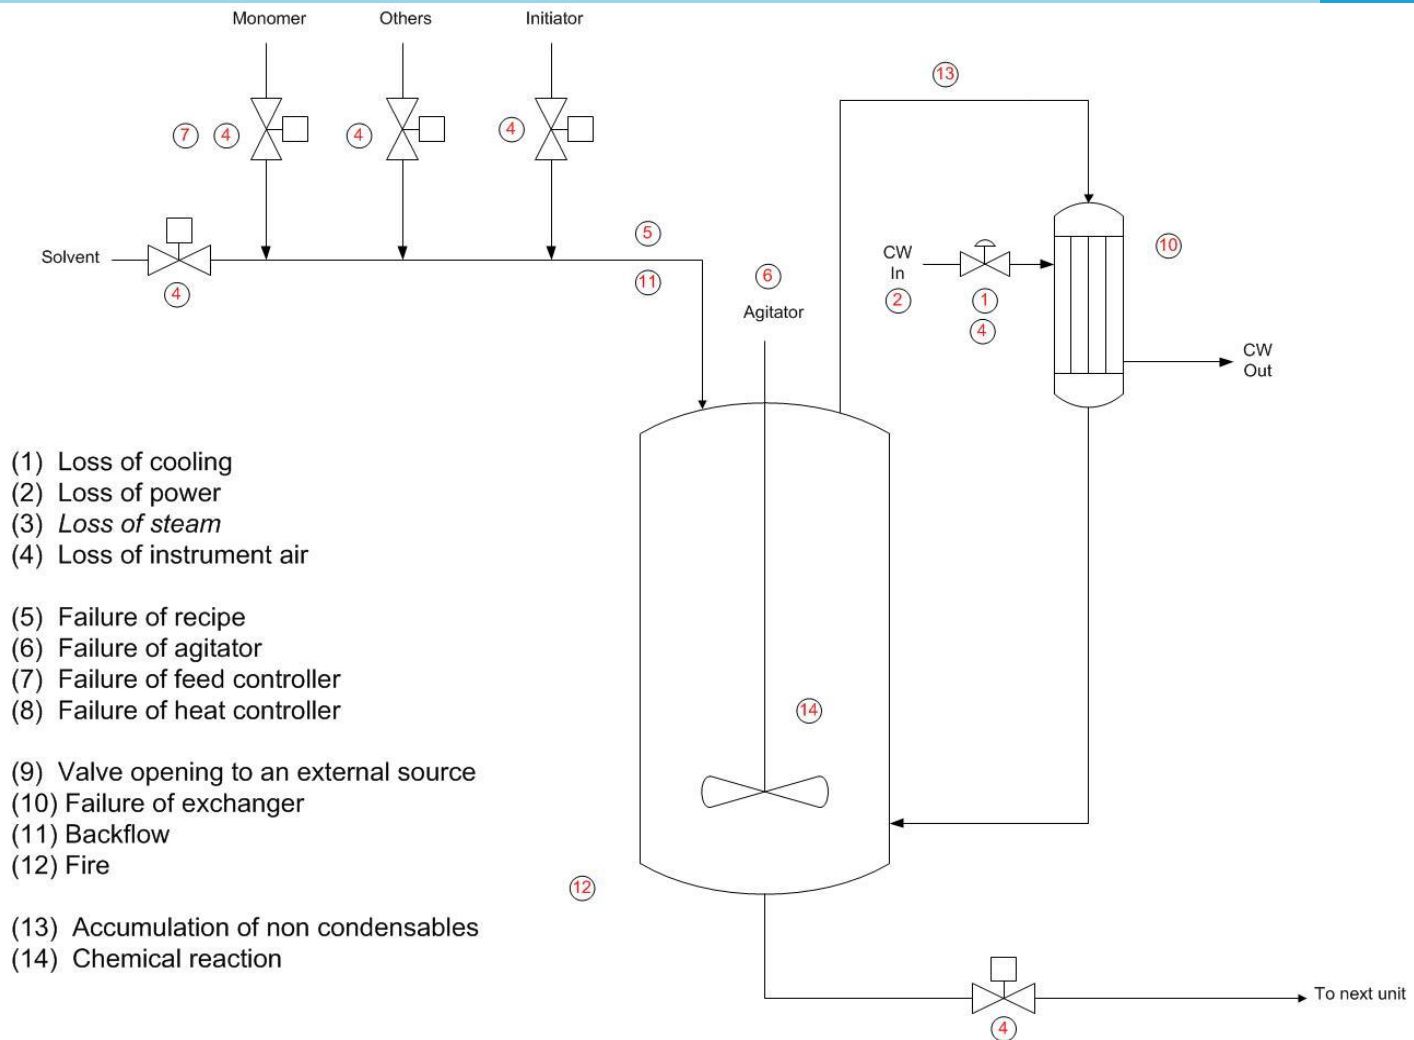 Monomer Others Initiator
13
7 4 4 4
5
Solvent
CW
In
10
11
6
4
2
1
Agitator
4
CW
Out
(1) Loss of cooling
(2) Loss of power
(3) Loss of steam
(4) Loss of instrument air
(5) Failure of recipe
(6) Failure of agitator
(7) Failure of feed controller
(8) Failure of heat controller
14
(9) Valve opening to an external source
(10) Failure of exchanger
(11) Backflow
(12) Fire
12
(13) Accumulation of non condensables
(14) Chemical reaction
To next unit
4